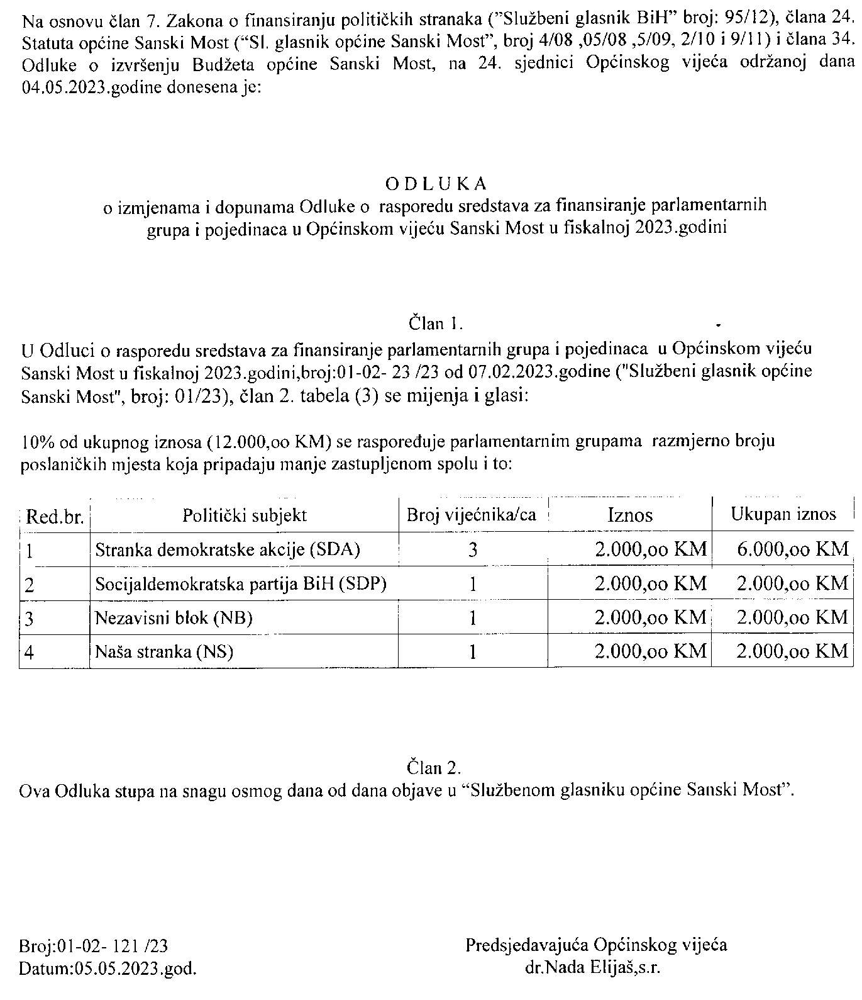 Na osnovu član 7. Zakona o finansiranju političkih stranaka (”Službeni glasnik BiH” broj: 95/12), člana 24.
Statuta općine Sanski Most (“Sl. glasnik općine Sanski Most”, broj 4/08 ,05/08 ,5/09, 2/10 i 9/11) i člana 34.
Odluke o izvršenju Budžeta općine Sanski Most, na 24. sjednici Općinskog vijeća održanoj dana
04.05.2023.godine donesena je:
O D L U K A
o izmjenama i dopunama Odluke o rasporedu sredstava za finansiranje parlamentarnih
grupa i pojedinaca u Općinskom vijeću Sanski Most u fiskalnoj 2023.godini
Član 1.
U Odluci o rasporedu sredstava za finansiranje parlamentarnih grupa i pojedinaca u Općinskom vijeću
Sanski Most u fiskalnoj 2023.godini,broj:01-02- 23 /23 od 07.02.2023.godine ("Službeni glasnik općine
Sanski Most", broj: 01/23), član 2. tabela (3) se mijenja i glasi:
10% od ukupnog iznosa (12.000,oo KM) se raspoređuje parlamentarnim grupama razmjerno broju
poslaničkih mjesta koja pripadaju manje zastupljenom spolu i to:
Red.br. Politički subjekt Broj vijećnika/ca Iznos Ukupan iznos
1 Stranka demokratske akcije (SDA) 3 2.000,oo KM 6.000,oo KM
2 Socijaldemokratska partija BiH (SDP) 1 2.000,oo KM 2.000,oo KM
3 Nezavisni blok (NB) 1 2.000,oo KM 2.000,oo KM
4 Naša stranka (NS) 1 2.000,oo KM 2.000,oo KM
Član 2.
Ova Odluka stupa na snagu osmog dana od dana objave u “Službenom glasniku općine Sanski Most”.
Broj:01-02- 121 /23 Predsjedavajuća Općinskog vijeća
Datum:05.05.2023.god. dr.Nada Elijaš,s.r.